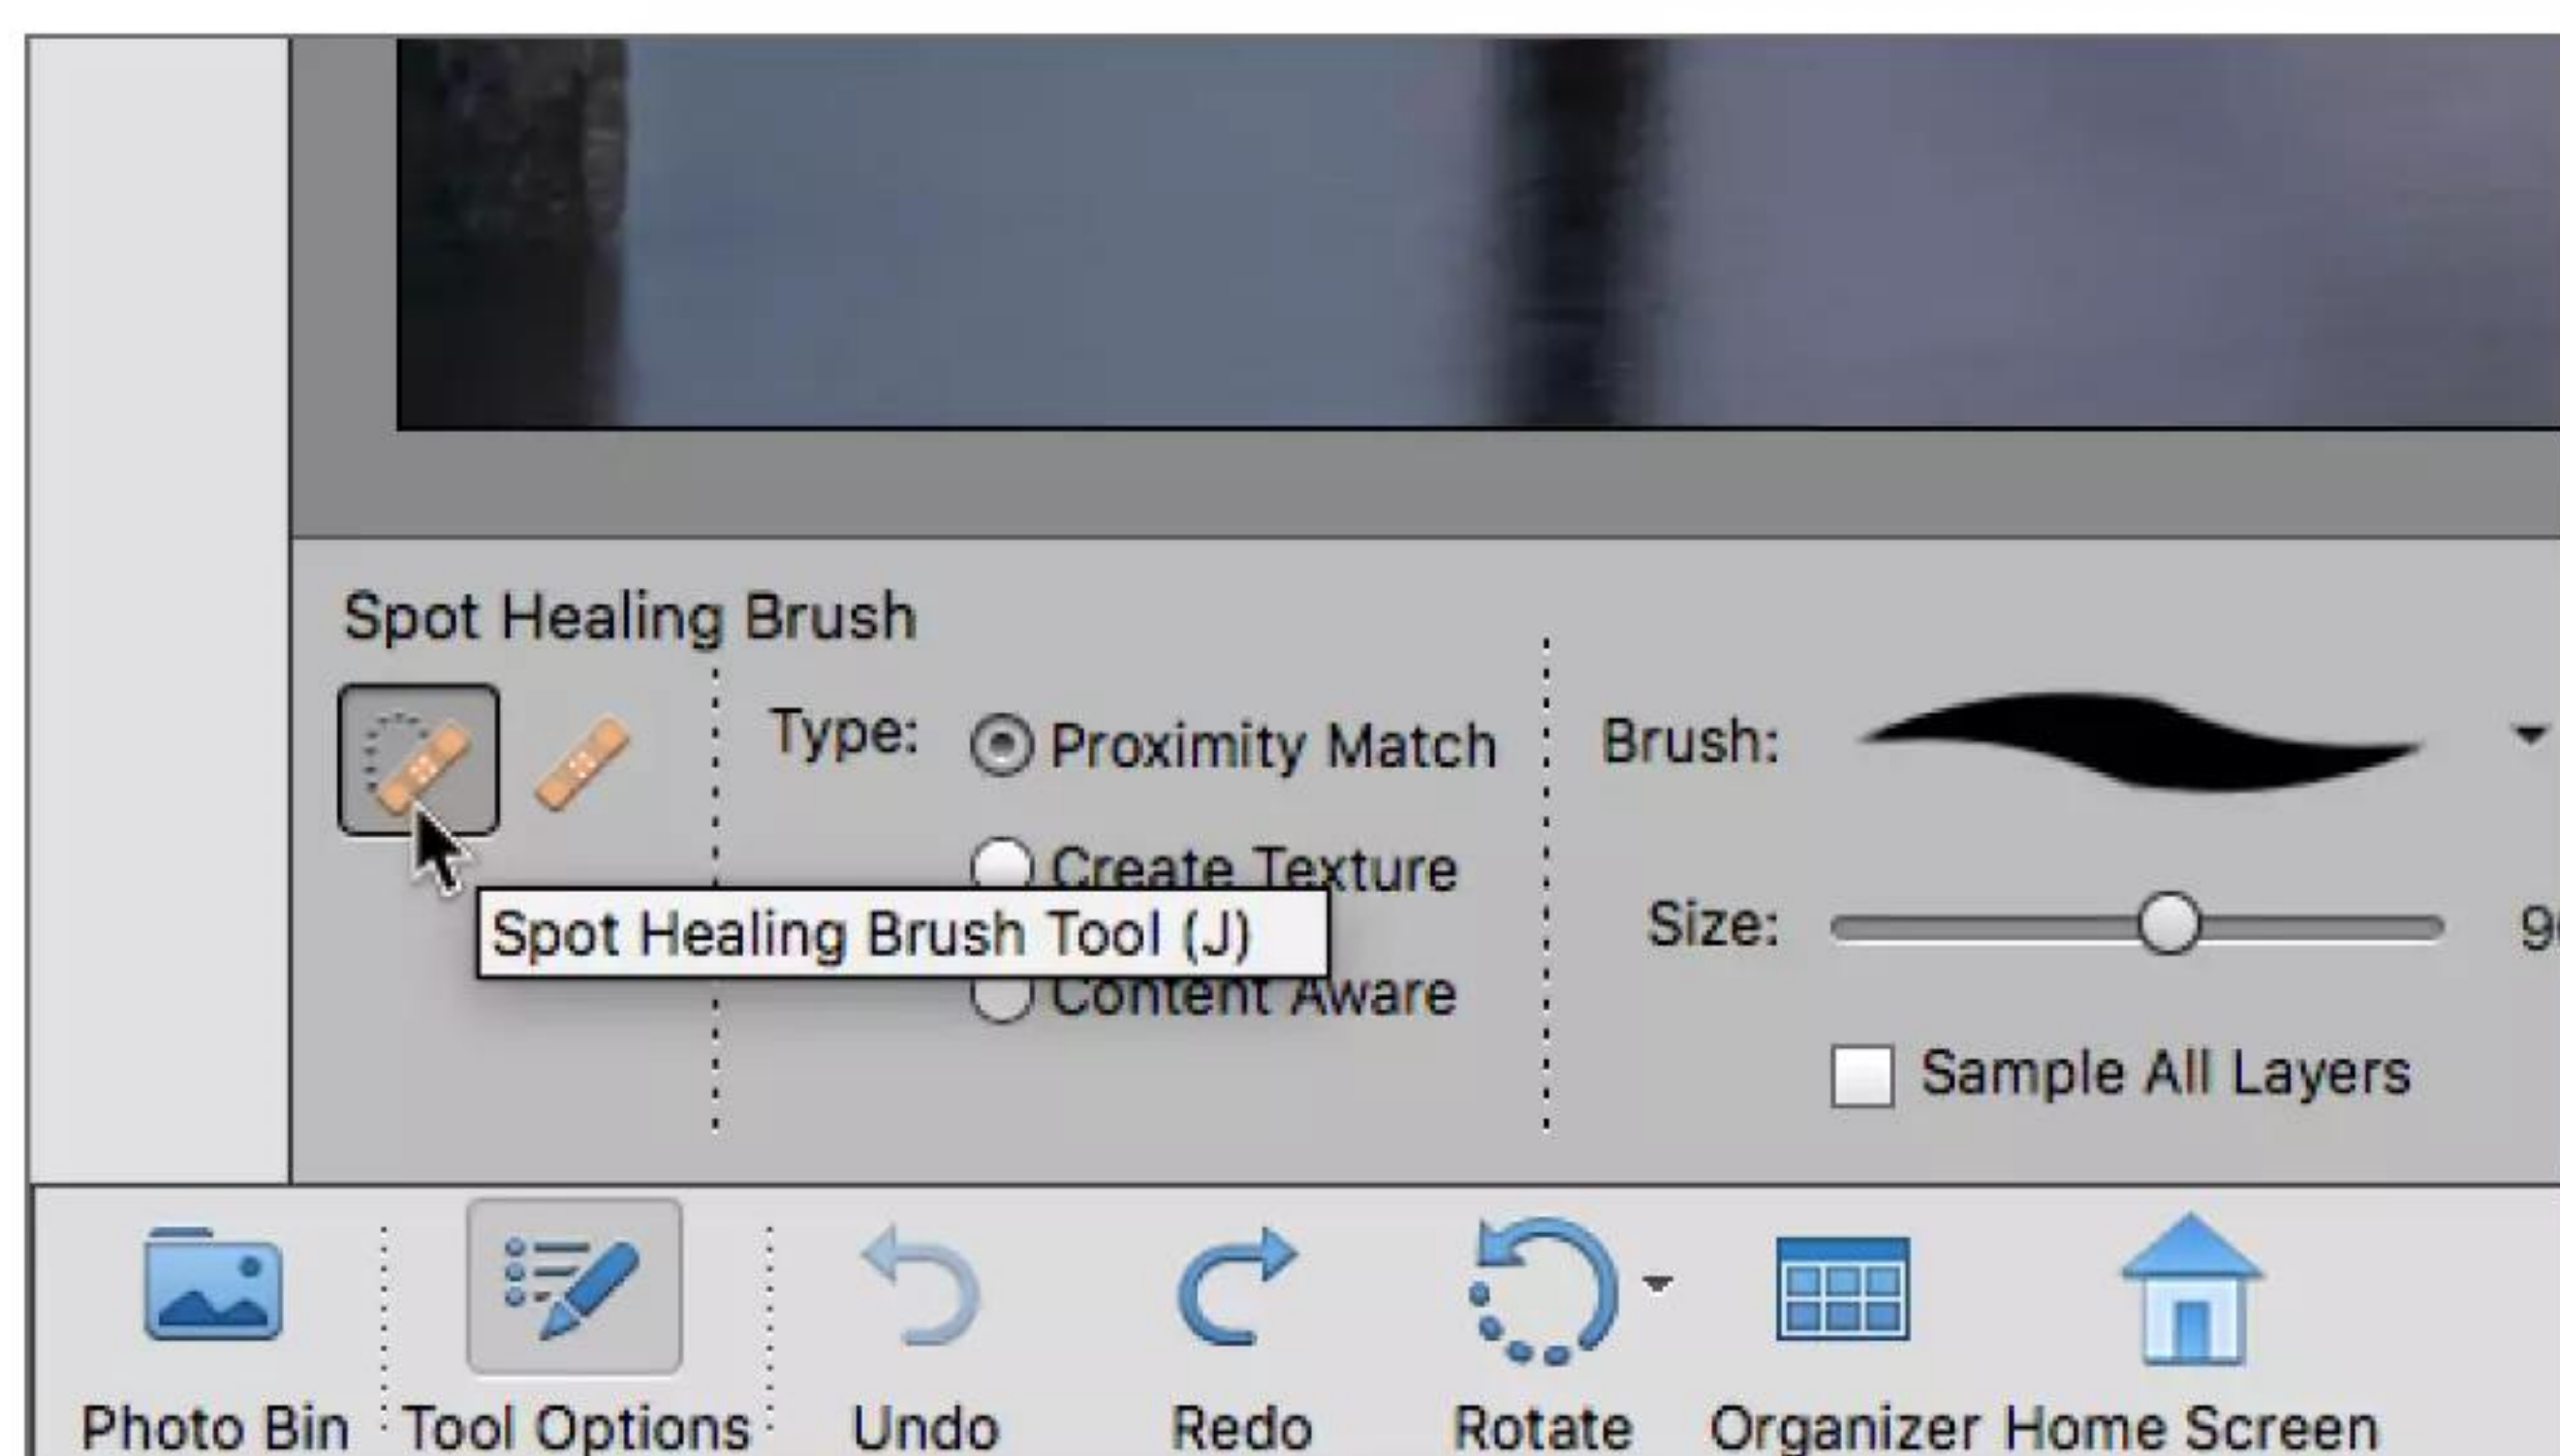 Spot Healing Brush
Type:
Proximity Match
Create Texture
Content Aware
Spot Healing Brush Tool (J)
Brush:
Size:
Sample All Layers
Photo Bin
Tool Options
Undo
Redo
Rotate
Organizer
Home Screen